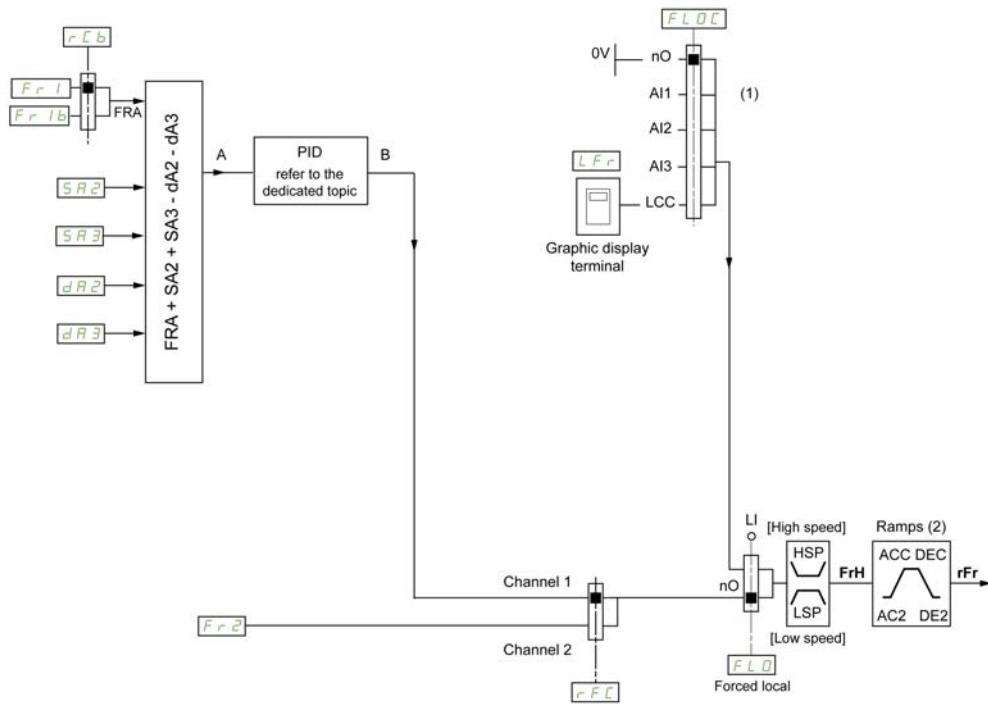 rCb
Fr1
Fr1b
FRA
SA2
SA3
dA2
dA3
FRA + SA2 + SA3 - dA2 - dA3
A
PID
refer to the
dedicated topic
B
FLOC
0V
nO
AI1
AI2
AI3
LCC
(1)
LFr
Graphic display
terminal
Channel 1
Fr2
Channel 2
rFC
LI
nO
FLO
Forced local
[High speed]
HSP
LSP
[Low speed]
FrH
Ramps (2)
ACC DEC
AC2 DE2
rFr